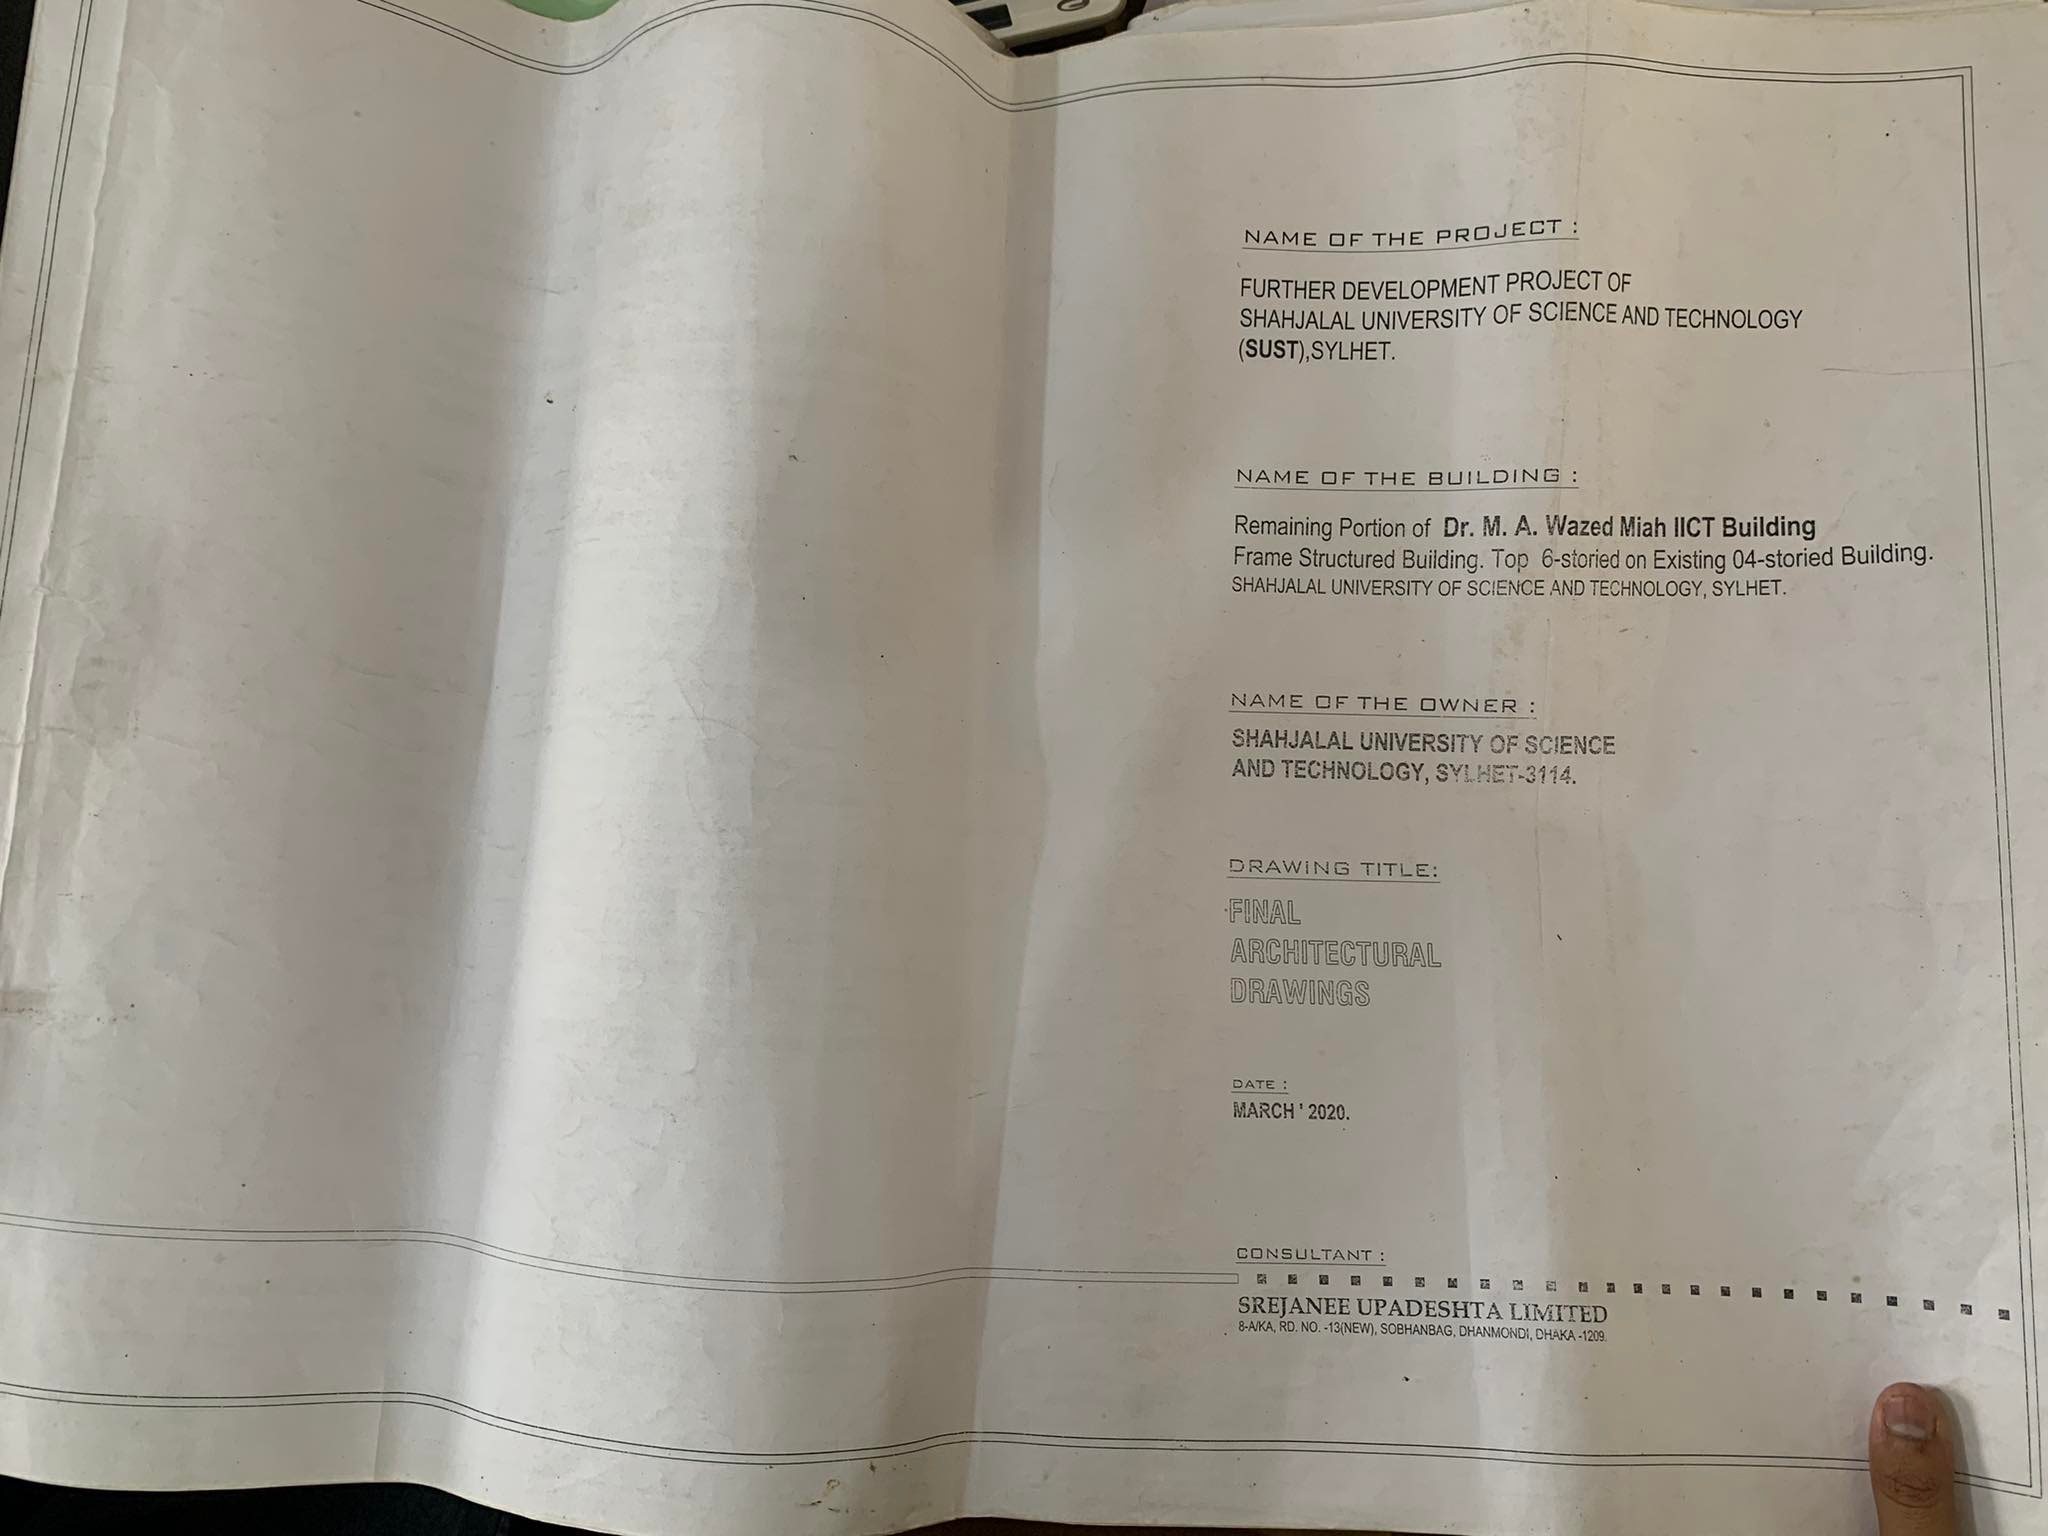 NAME OF THE PROJECT :
FURTHER DEVELOPMENT PROJECT OF
SHAHJALAL UNIVERSITY OF SCIENCE AND TECHNOLOGY
(SUST),SYLHET.
NAME OF THE BUILDING :
Remaining Portion of Dr. M. A. Wazed Miah IICT Building
Frame Structured Building. Top 6-storied on Existing 04-storied Building.
SHAHJALAL UNIVERSITY OF SCIENCE AND TECHNOLOGY, SYLHET.
NAME OF THE OWNER :
SHAHJALAL UNIVERSITY OF SCIENCE
AND TECHNOLOGY, SYLHET-3114.
DRAWING TITLE:
FINAL
ARCHITECTURAL
DRAWINGS
DATE :
MARCH ' 2020.
CONSULTANT :
SREJANEE UPADESHTA LIMITED
8-A/KA, RD. NO. -13(NEW), SOBHANBAG, DHANMONDI, DHAKA -1209.